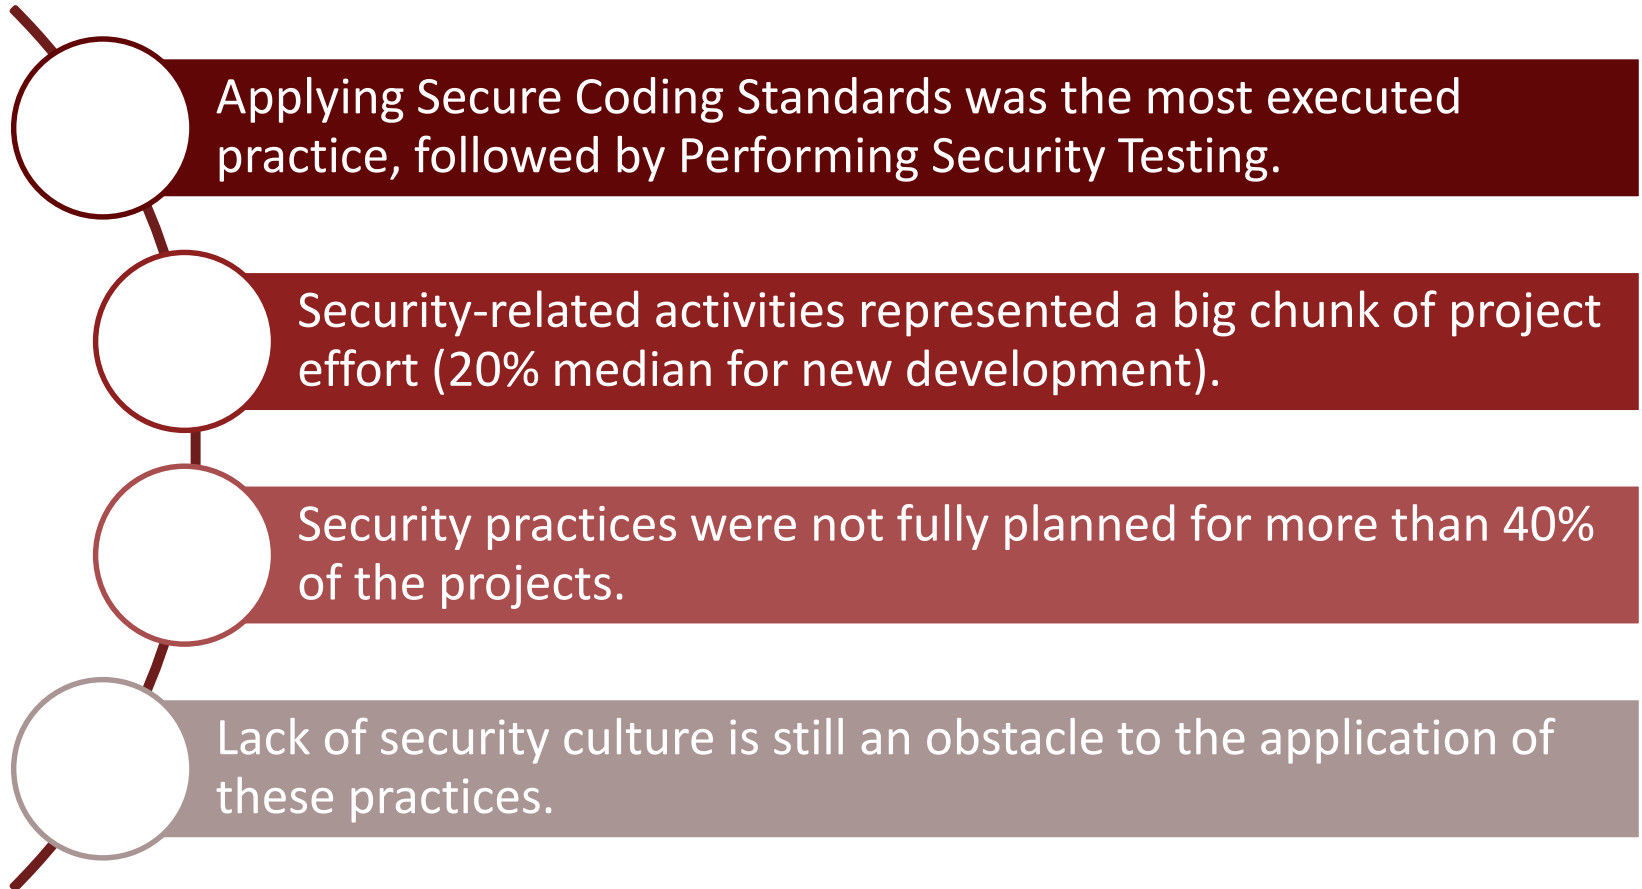 Applying Secure Coding Standards was the most executed
practice, followed by Performing Security Testing.
Security-related activities represented a big chunk of project
effort (20% median for new development).
Security practices were not fully planned for more than 40%
of the projects.
Lack of security culture is still an obstacle to the application of
these practices.